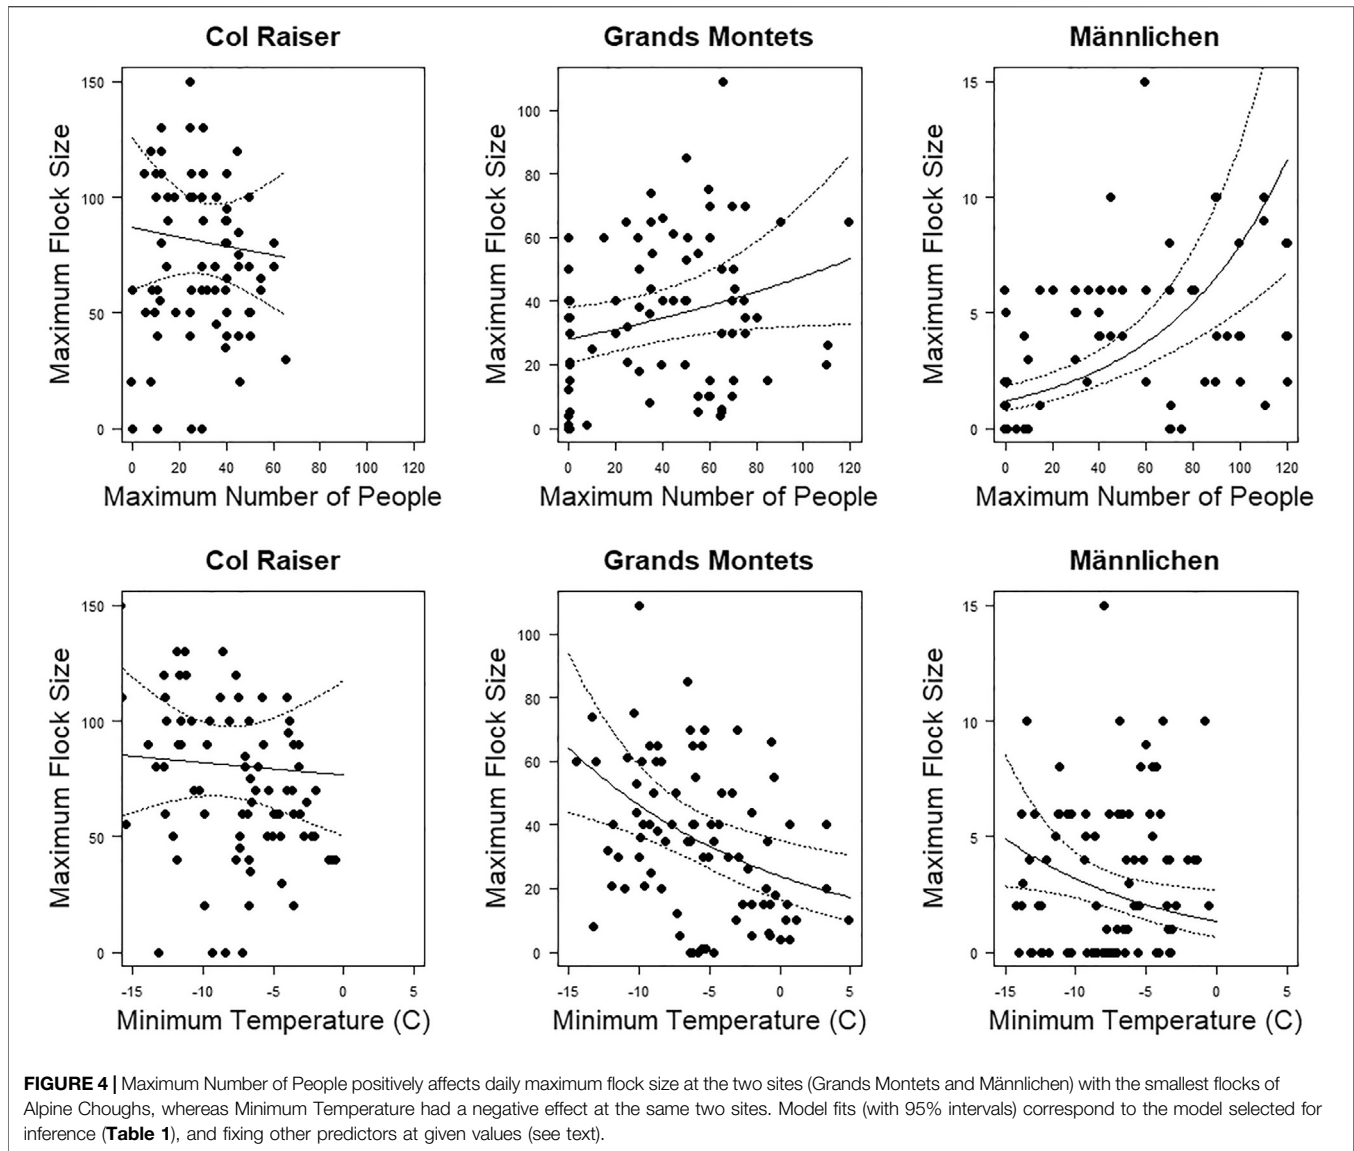 Col Raiser
Grands Montets
Männlichen
Maximum Flock Size
150
100
50
0
0 20 40 60 80 100 120
Maximum Number of People
Maximum Flock Size
100
80
60
40
20
0
0 20 40 60 80 100 120
Maximum Number of People
Maximum Flock Size
15
10
5
0
0 20 40 60 80 100 120
Maximum Number of People
Col Raiser
Grands Montets
Männlichen
Maximum Flock Size
150
100
50
0
-15 -10 -5 0 5
Minimum Temperature (C)
Maximum Flock Size
100
80
60
40
20
0
-15 -10 -5 0 5
Minimum Temperature (C)
Maximum Flock Size
15
10
5
0
-15 -10 -5 0 5
Minimum Temperature (C)
FIGURE 4 | Maximum Number of People positively affects daily maximum flock size at the two sites (Grands Montets and Männlichen) with the smallest flocks of
Alpine Choughs, whereas Minimum Temperature had a negative effect at the same two sites. Model fits (with 95% intervals) correspond to the model selected for
inference (Table 1), and fixing other predictors at given values (see text).